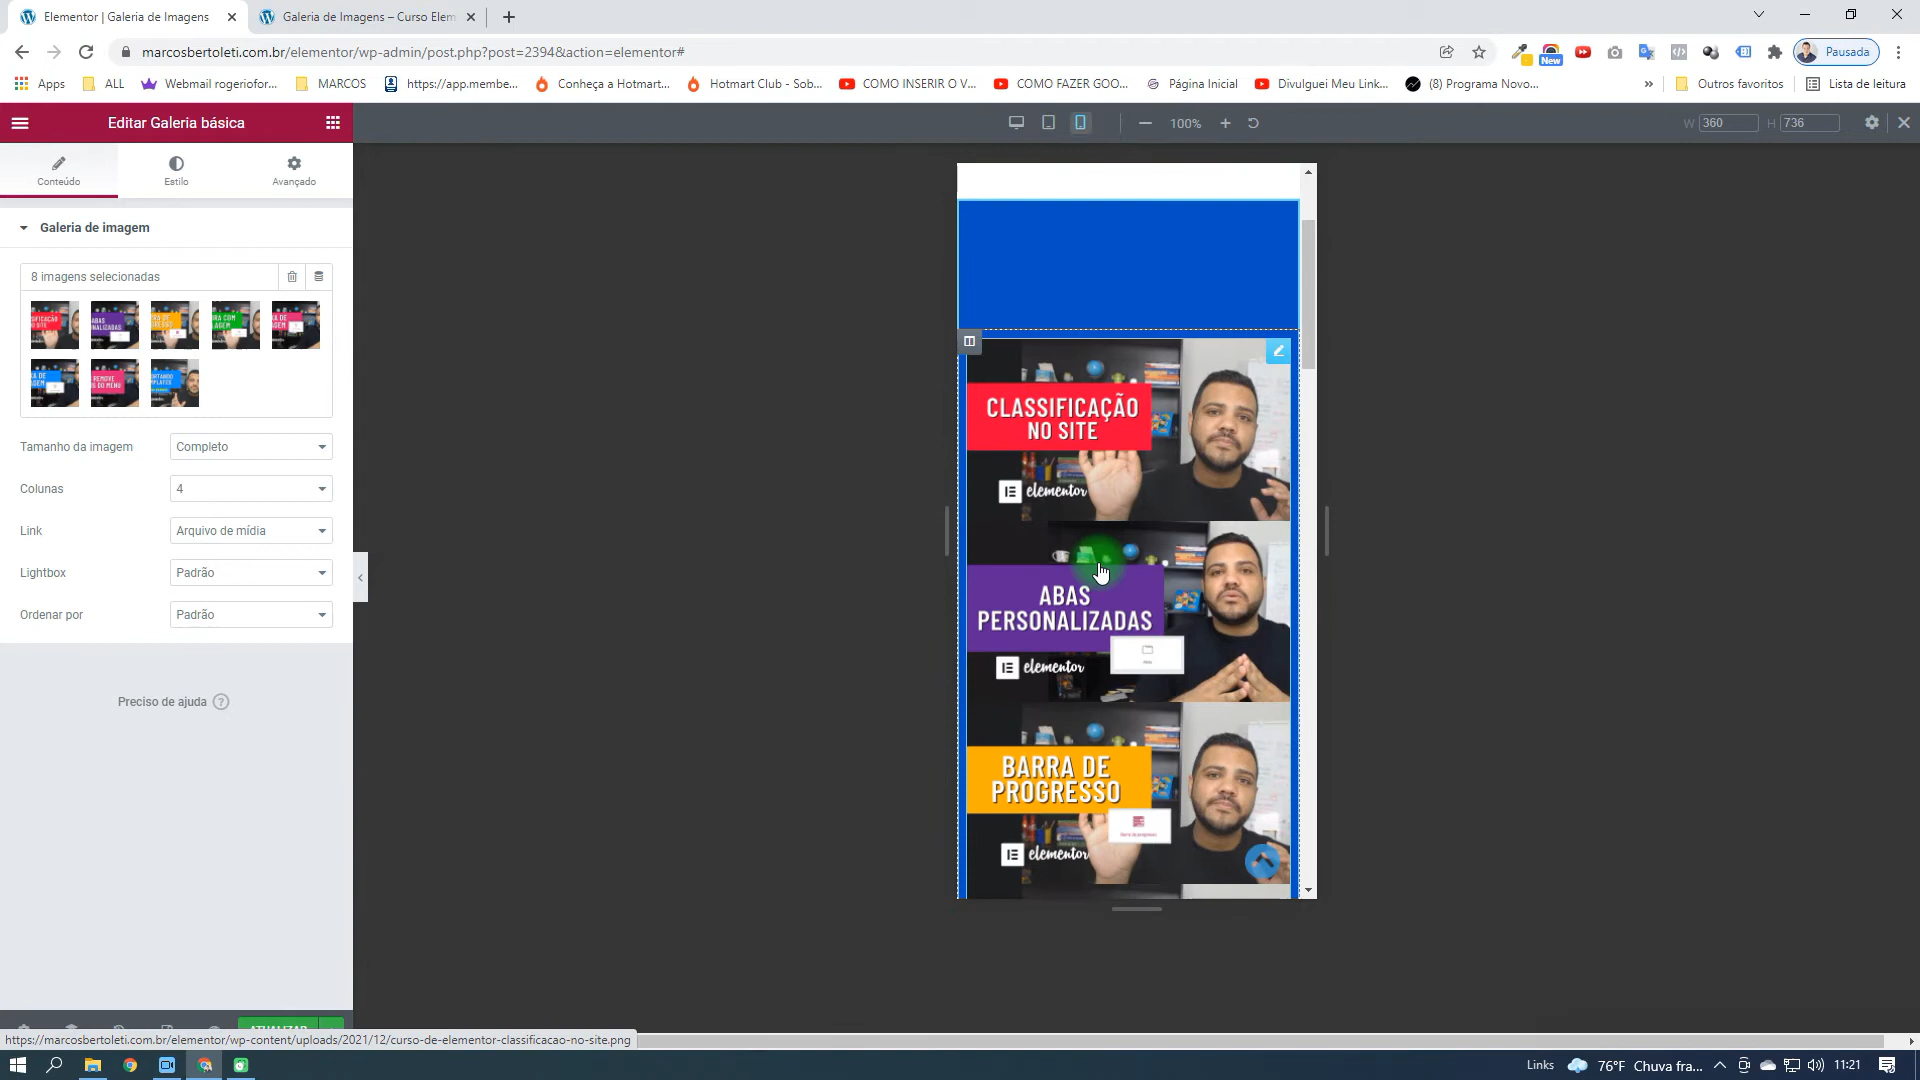 Elementor | Galeria de Imagens
Galeria de Imagens – Curso Elem
marcosbertoleti.com.br/elementor/wp-admin/post.php?post=2394&action=elementor#
New
Pausada
Apps
ALL
Webmail rogeriofor...
MARCOS
https://app.membe...
Conheça a Hotmart...
Hotmart Club - Sob...
COMO INSERIR O V...
COMO FAZER GOO...
Página Inicial
Divulguei Meu Link...
(8) Programa Novo...
»
Outros favoritos
Lista de leitura
Editar Galeria básica
100%
W 360
H 736
Conteúdo
Estilo
Avançado
Galeria de imagem
8 imagens selecionadas
Tamanho da imagem
Completo
Colunas
4
Link
Arquivo de mídia
Lightbox
Padrão
Ordenar por
Padrão
Preciso de ajuda ?
CLASSIFICAÇÃO
NO SITE
elementor
ABAS
PERSONALIZADAS
elementor
BARRA DE
PROGRESSO
elementor
ATUALIZAR
https://marcosbertoleti.com.br/elementor/wp-content/uploads/2021/12/curso-de-elementor-classificacao-no-site.png
Links
76°F Chuva fra...
11:21